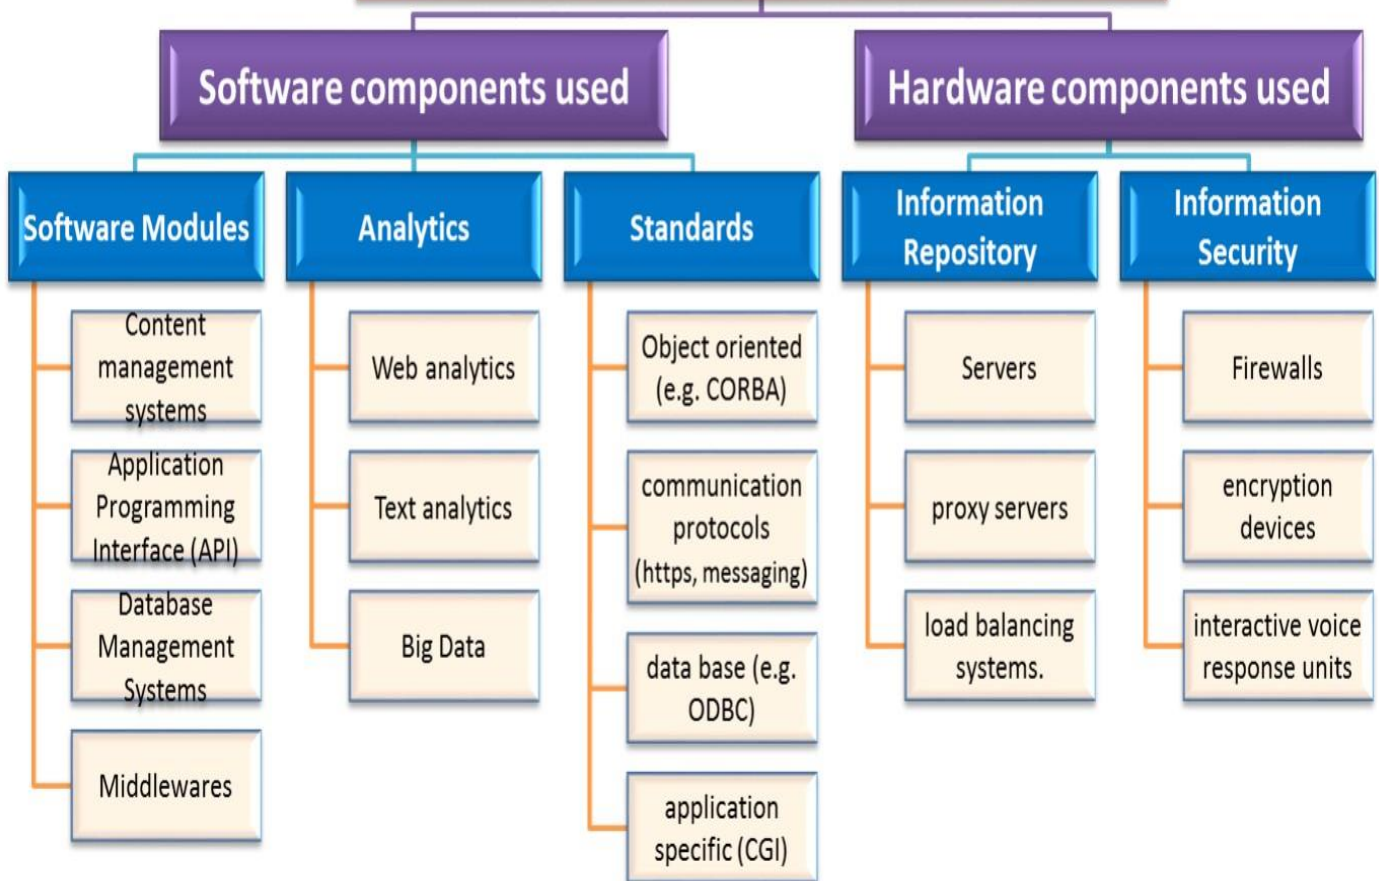 Software components used
Hardware components used
Software Modules
Analytics
Standards
Information
Repository
Information
Security
Content
management
systems
Application
Programming
Interface (API)
Database
Management
Systems
Middlewares
Web analytics
Text analytics
Big Data
Object oriented
(e.g. CORBA)
communication
protocols
(https, messaging)
data base (e.g.
ODBC)
application
specific (CGI)
Servers
proxy servers
load balancing
systems.
Firewalls
encryption
devices
interactive voice
response units